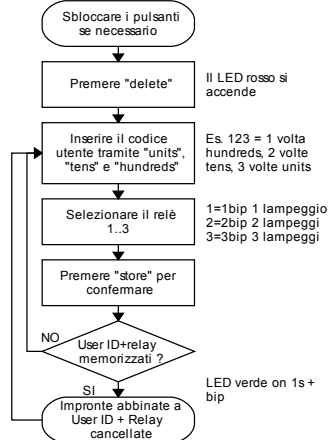 Sbloccare i pulsanti
se necessario
Premere "delete"
Il LED rosso si
accende
Inserire il codice
utente tramite "units",
"tens" e "hundreds"
Es. 123 = 1 volta
hundreds, 2 volte
tens, 3 volte units
Selezionare il relè
1..3
1=1bip 1 lampeggio
2=2bip 2 lampeggi
3=3bip 3 lampeggi
Premere "store" per
confermare
NO
User ID+relay
memorizzati ?
SI
LED verde on 1s +
bip
Impronte abbinate a
User ID + Relay
cancellate